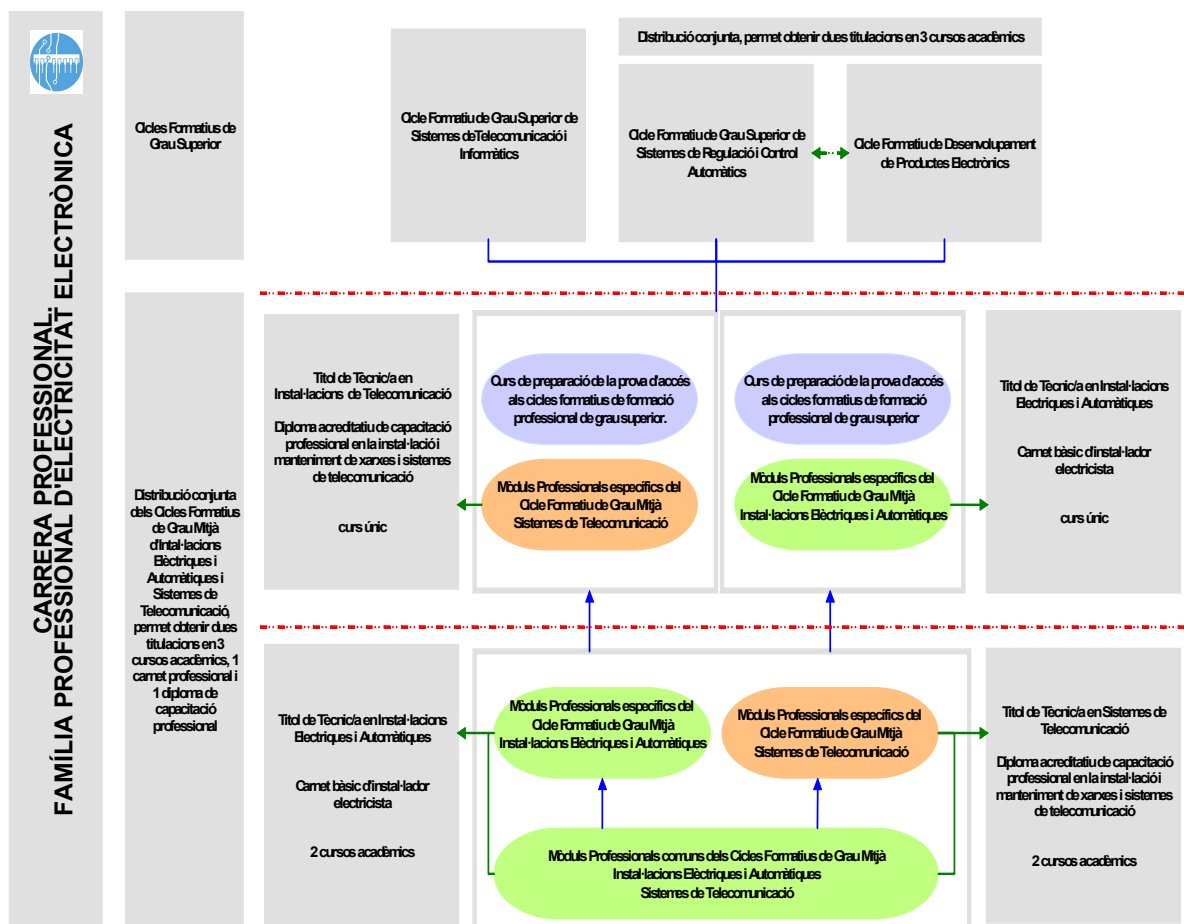 CARRERA PROFESSIONAL.
FAMÍLIA PROFESSIONAL D'ELECTRICITAT ELECTRÒNICA
Cicles Formatius de
Grau Superior
Cicle Formatiu de Grau Superior de
Sistemes de Telecomunicació i
Informàtics
Distribució conjunta, permet obtenir dues titulacions en 3 cursos acadèmics
Cicle Formatiu de Grau Superior de
Sistemes de Regulació i Control
Automàtics
Cicle Formatiu de Desenvolupament
de Productes Electrònics
Distribució conjunta
dels Cicles Formatius
de Grau Mitjà
d'Intal·lacions
Elèctriques i
Automàtiques i
Sistemes de
Telecomunicació,
permet obtenir dues
titulacions en 3
cursos acadèmics, 1
carnet professional i
1 diploma de
capacitació
professional
Titol de Tècnic/a en
Instal·lacions de Telecomunicació
Diploma acreditatiu de capacitació
professional en la instal·lació i
manteniment de xarxes i sistemes
de telecomunicació
curs únic
Curs de preparació de la prova d'accés
als cicles formatius de formació
professional de grau superior.
Mòduls Professionals específics del
Cicle Formatiu de Grau Mitjà
Sistemes de Telecomunicació
Curs de preparació de la prova d'accés
als cicles formatius de formació
professional de grau superior
Mòduls Professionals específics del
Cicle Formatiu de Grau Mitjà
Instal·lacions Elèctriques i Automàtiques
Titol de Tècnic/a en Instal·lacions
Electriques i Automàtiques
Carnet bàsic d'instal·lador
electricista
curs únic
Titol de Tècnic/a en Instal·lacions
Electriques i Automàtiques
Carnet bàsic d'instal·lador
electricista
2 cursos acadèmics
Mòduls Professionals específics del
Cicle Formatiu de Grau Mitjà
Instal·lacions Elèctriques i Automàtiques
Mòduls Professionals específics del
Cicle Formatiu de Grau Mitjà
Sistemes de Telecomunicació
Mòduls Professionals comuns dels Cicles Formatius de Grau Mitjà
Instal·lacions Elèctriques i Automàtiques
Sistemes de Telecomunicació
Titol de Tècnic/a en Sistemes de
Telecomunicació
Diploma acreditatiu de capacitació
professional en la instal·lació i
manteniment de xarxes i sistemes
de telecomunicació
2 cursos acadèmics